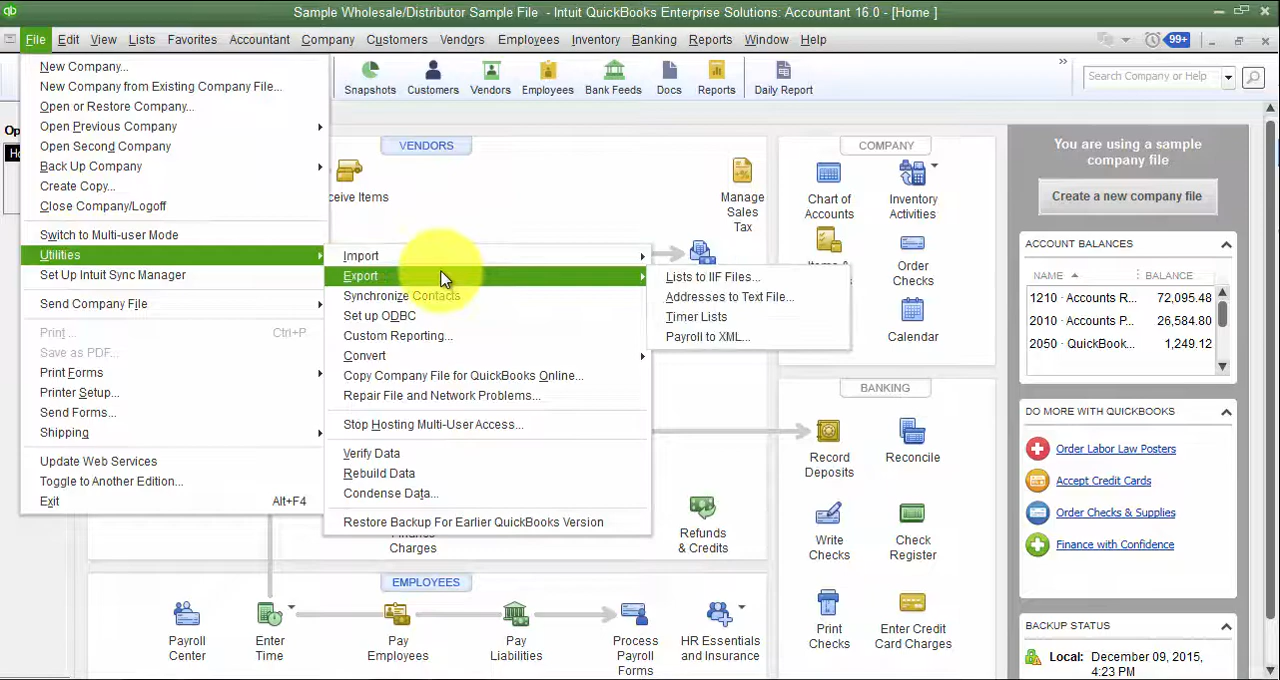 qb
Sample Wholesale/Distributor Sample File - Intuit QuickBooks Enterprise Solutions: Accountant 16.0 - [Home ]
File Edit View Lists Favorites Accountant Company Customers Vendors Employees Inventory Banking Reports Window Help
99+
Snapshots Customers Vendors Employees Bank Feeds Docs Reports Daily Report
Search Company or Help
New Company...
New Company from Existing Company File...
Open or Restore Company...
Open Previous Company
Open Second Company
Back Up Company
Create Copy...
Close Company/Logoff
Switch to Multi-user Mode
Utilities
Set Up Intuit Sync Manager
Send Company File
Print ... Ctrl+P
Save as PDF...
Print Forms
Printer Setup...
Send Forms...
Shipping
Update Web Services
Toggle to Another Edition...
Exit Alt+F4
Import
Export
Synchronize Contacts
Set up ODBC
Custom Reporting...
Convert
Copy Company File for QuickBooks Online...
Repair File and Network Problems...
Stop Hosting Multi-User Access...
Verify Data
Rebuild Data
Condense Data...
Restore Backup For Earlier QuickBooks Version
Lists to IIF Files...
Addresses to Text File...
Timer Lists
Payroll to XML...
VENDORS
Manage
Sales
Tax
Charges
Refunds
& Credits
EMPLOYEES
Payroll
Center
Enter
Time
Pay
Employees
Pay
Liabilities
Process
Payroll
Forms
HR Essentials
and Insurance
COMPANY
Chart of
Accounts
Inventory
Activities
Order
Checks
Calendar
BANKING
Record
Deposits
Reconcile
Write
Checks
Check
Register
Print
Checks
Enter Credit
Card Charges
You are using a sample
company file
Create a new company file
ACCOUNT BALANCES
NAME BALANCE
1210 · Accounts R... 72,095.48
2010 · Accounts P... 26,584.80
2050 · QuickBook... 1,249.12
DO MORE WITH QUICKBOOKS
Order Labor Law Posters
Accept Credit Cards
Order Checks & Supplies
Finance with Confidence
BACKUP STATUS
Local: December 09, 2015,
4:23 PM